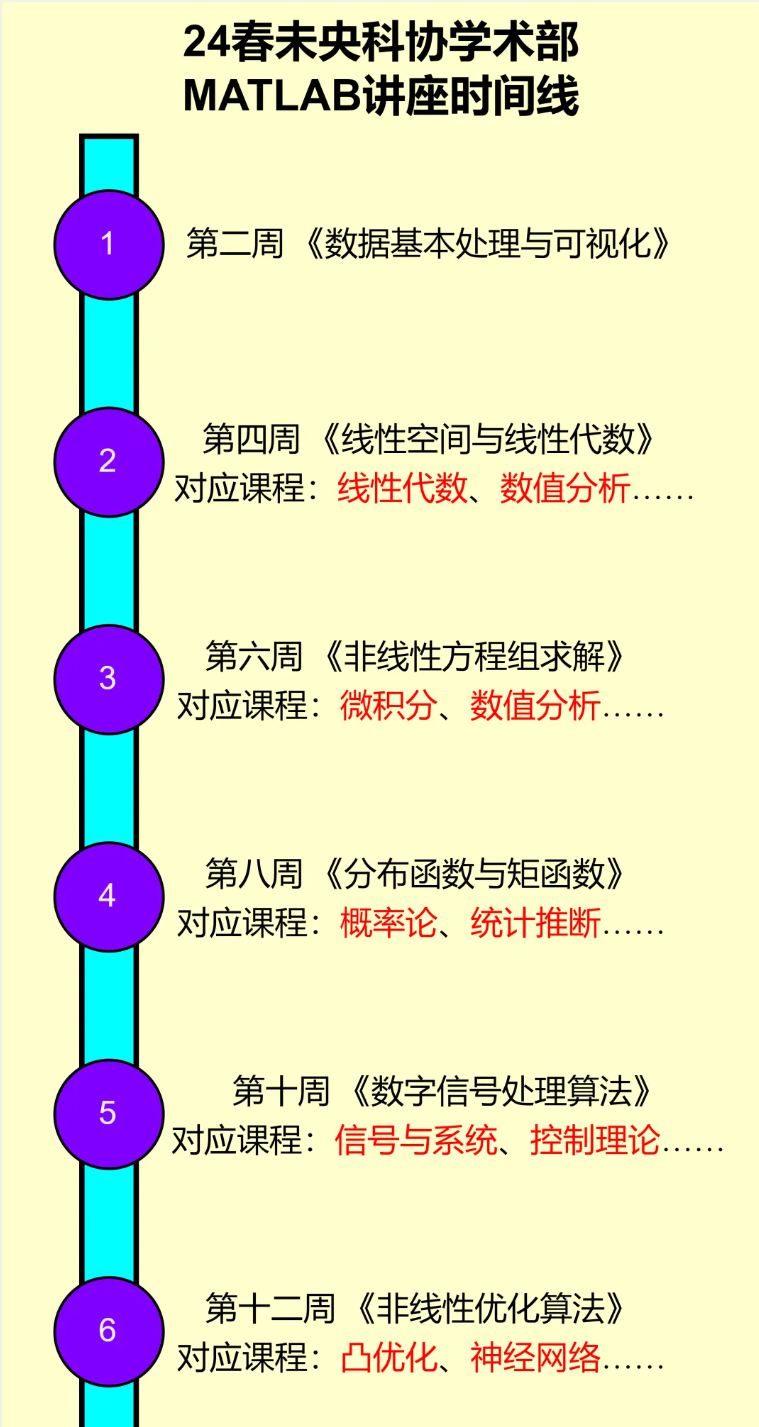 24春未央科协学术部
MATLAB讲座时间线
1
第二周 《数据基本处理与可视化》
2
第四周 《线性空间与线性代数》
对应课程：线性代数、数值分析……
3
第六周 《非线性方程组求解》
对应课程：微积分、数值分析……
4
第八周 《分布函数与矩函数》
对应课程：概率论、统计推断……
5
第十周 《数字信号处理算法》
对应课程：信号与系统、控制理论……
6
第十二周 《非线性优化算法》
对应课程：凸优化、神经网络……